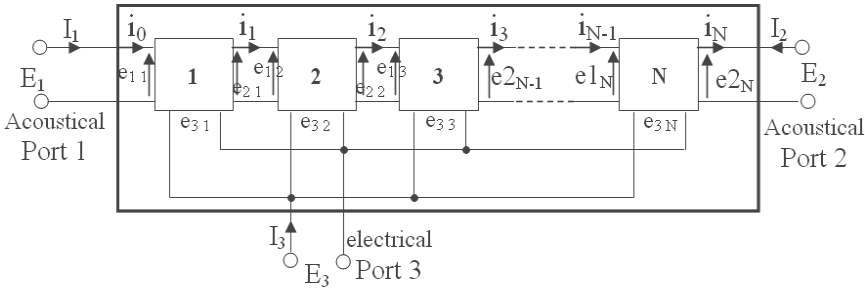 I1 i0 i1 i2 i3 iN-1 iN I2
E1 e11 1 e21 e12 2 e22 e13 3 e2N-1 e1N N e2N E2
Acoustical Port 1
e31 e32 e33 e3N
Acoustical Port 2
I3 electrical
E3 Port 3